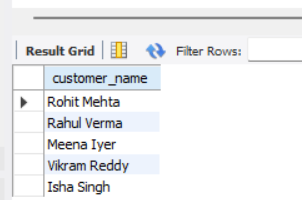 Result Grid Filter Rows:
customer_name
Rohit Mehta
Rahul Verma
Meena Iyer
Vikram Reddy
Isha Singh